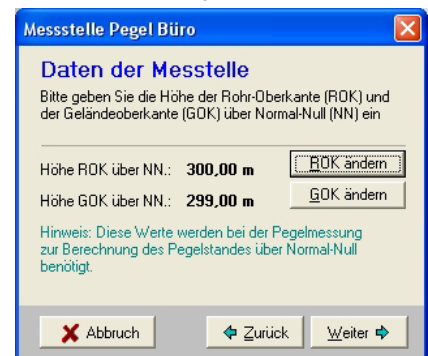 Messstelle Pegel Büro
Daten der Messtelle
Bitte geben Sie die Höhe der Rohr-Oberkante (ROK) und
der Geländeoberkante (GOK) über Normal-Null (NN) ein
Höhe ROK über NN.: 300,00 m ROK ändern
Höhe GOK über NN.: 299,00 m GOK ändern
Hinweis: Diese Werte werden bei der Pegelmessung
zur Berechnung des Pegelstandes über Normal-Null
benötigt.
Abbruch Zurück Weiter